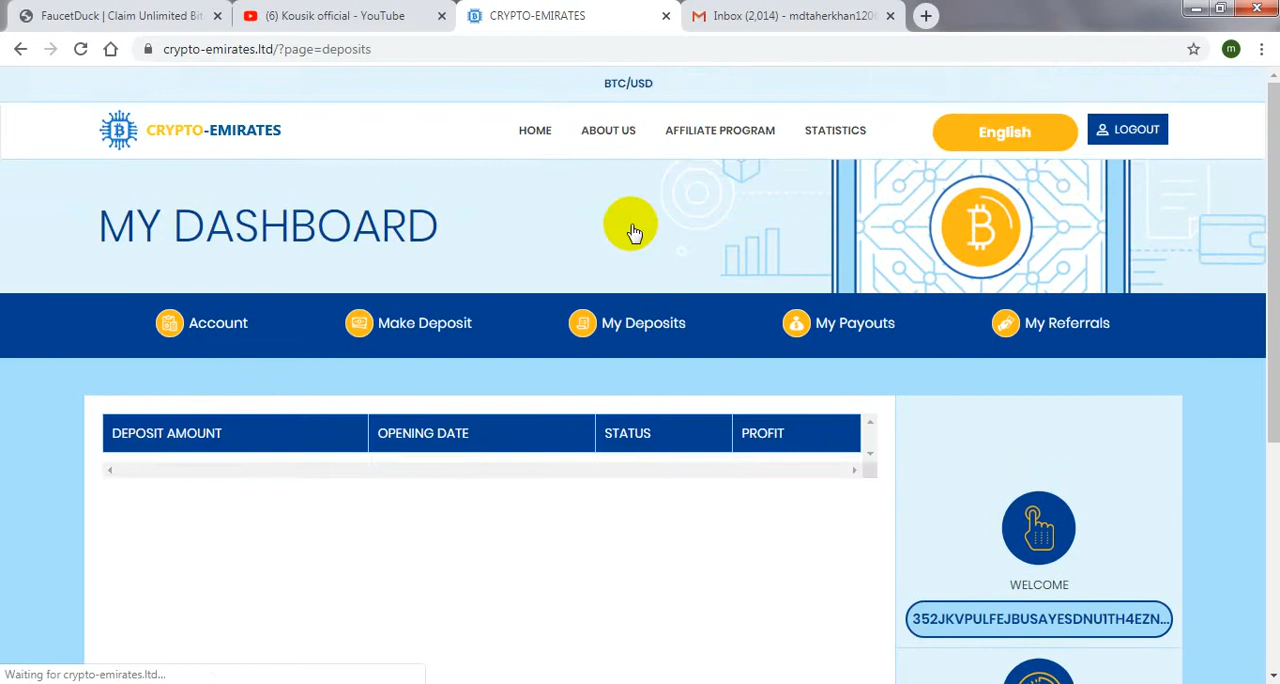 FaucetDuck | Claim Unlimited Bit
(6) Kousik official - YouTube
CRYPTO-EMIRATES
Inbox (2,014) - mdtaherkhan120
crypto-emirates.ltd/?page=deposits
m
BTC/USD
CRYPTO-EMIRATES
HOME
ABOUT US
AFFILIATE PROGRAM
STATISTICS
English
LOGOUT
MY DASHBOARD
Account
Make Deposit
My Deposits
My Payouts
My Referrals
DEPOSIT AMOUNT
OPENING DATE
STATUS
PROFIT
WELCOME
352JKVPULFEJBUSAYESDNU1TH4EZN...
Waiting for crypto-emirates.ltd...